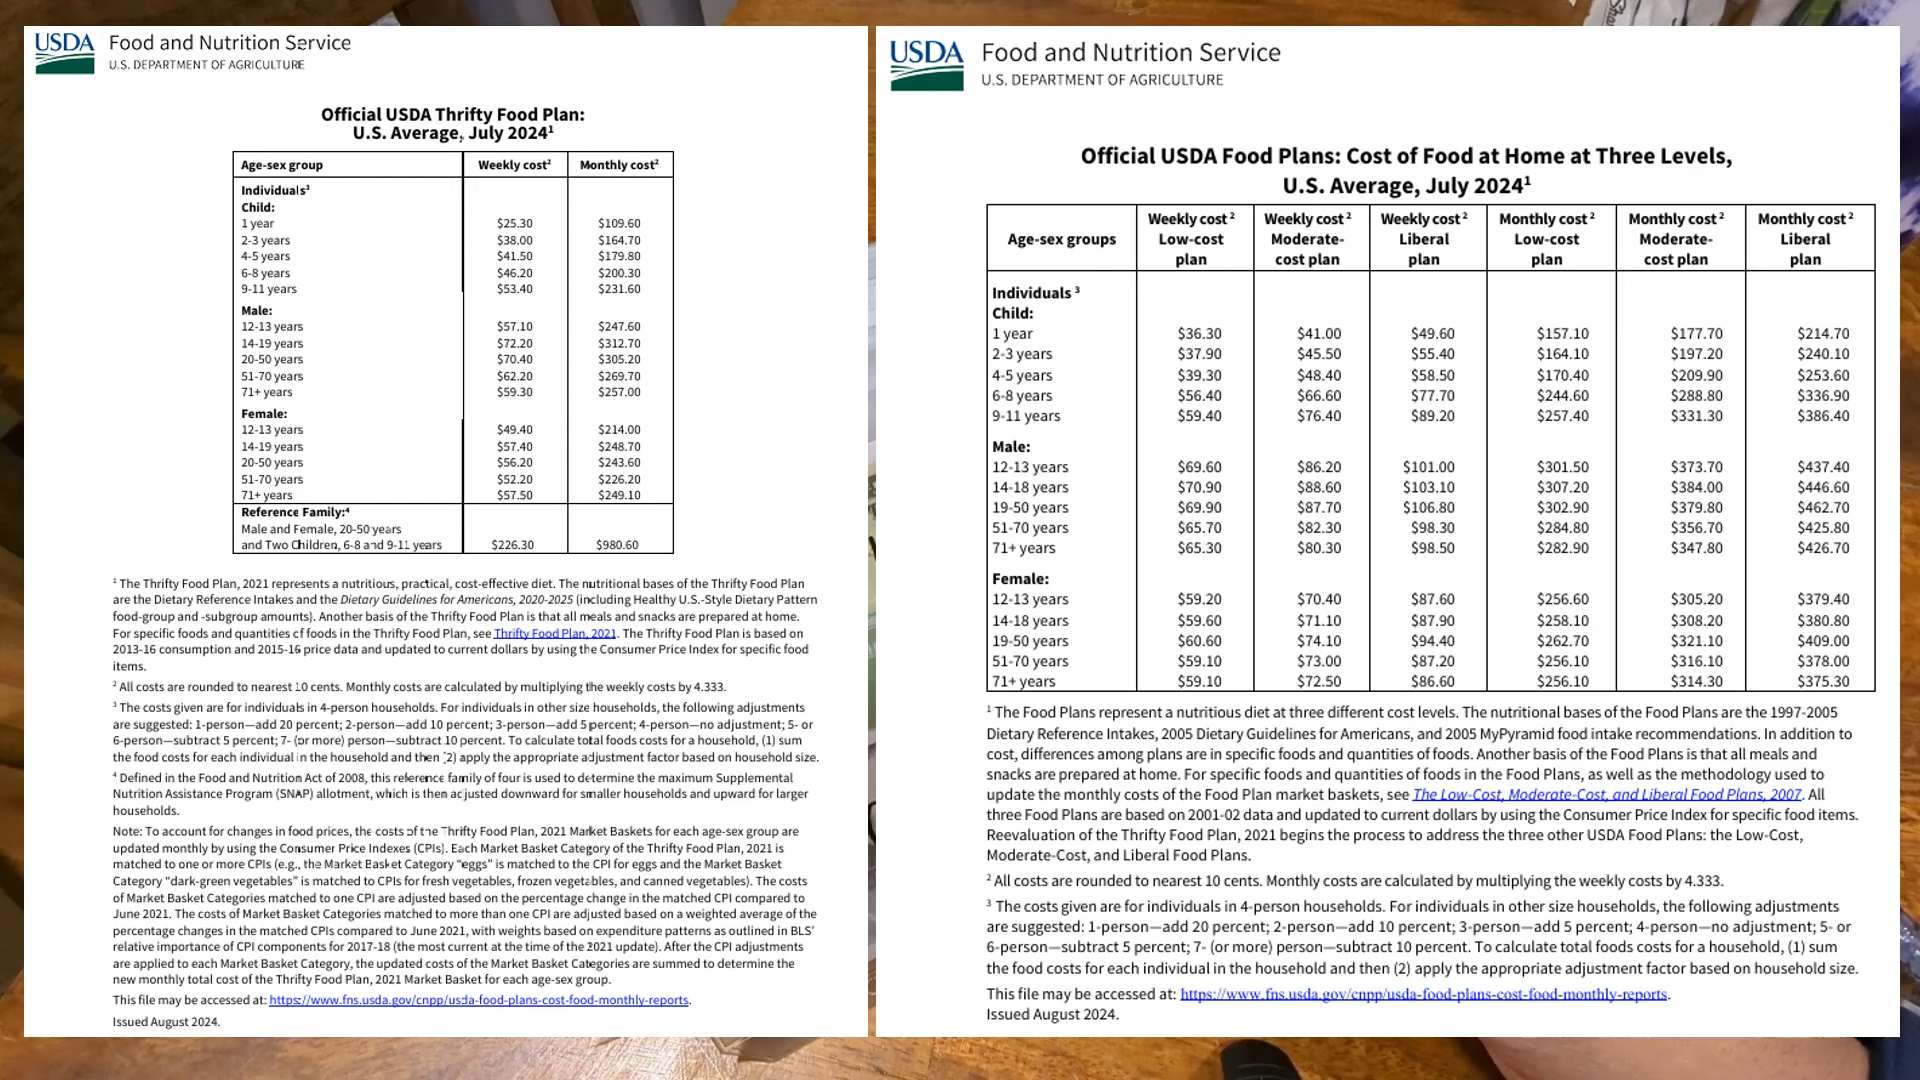 USDA Food and Nutrition Service
U.S. DEPARTMENT OF AGRICULTURE
Official USDA Thrifty Food Plan:
U.S. Average, July 2024¹
Age-sex group Weekly cost² Monthly cost²
Individuals³
Child:
1 year $25.30 $109.60
2-3 years $38.00 $164.70
4-5 years $41.50 $179.80
6-8 years $46.20 $200.30
9-11 years $53.40 $231.60
Male:
12-13 years $57.10 $247.60
14-19 years $72.20 $312.70
20-50 years $70.40 $305.20
51-70 years $62.20 $269.70
71+ years $59.30 $257.00
Female:
12-13 years $49.40 $214.00
14-19 years $57.40 $248.70
20-50 years $56.20 $243.60
51-70 years $52.20 $226.20
71+ years $57.50 $249.10
Reference Family:⁴
Male and Female, 20-50 years
and Two Children, 6-8 and 9-11 years $226.30 $980.60
¹ The Thrifty Food Plan, 2021 represents a nutritious, practical, cost-effective diet. The nutritional bases of the Thrifty Food Plan
are the Dietary Reference Intakes and the Dietary Guidelines for Americans, 2020-2025 (including Healthy U.S.-Style Dietary Pattern
food-group and -subgroup amounts). Another basis of the Thrifty Food Plan is that all meals and snacks are prepared at home.
For specific foods and quantities of foods in the Thrifty Food Plan, see Thrifty Food Plan, 2021. The Thrifty Food Plan is based on
2013-16 consumption and 2015-16 price data and updated to current dollars by using the Consumer Price Index for specific food
items.
² All costs are rounded to nearest 10 cents. Monthly costs are calculated by multiplying the weekly costs by 4.333.
³ The costs given are for individuals in 4-person households. For individuals in other size households, the following adjustments
are suggested: 1-person—add 20 percent; 2-person—add 10 percent; 3-person—add 5 percent; 4-person—no adjustment; 5- or
6-person—subtract 5 percent; 7- (or more) person—subtract 10 percent. To calculate total foods costs for a household, (1) sum
the food costs for each individual in the household and then (2) apply the appropriate adjustment factor based on household size.
⁴ Defined in the Food and Nutrition Act of 2008, this reference family of four is used to determine the maximum Supplemental
Nutrition Assistance Program (SNAP) allotment, which is then adjusted downward for smaller households and upward for larger
households.
Note: To account for changes in food prices, the costs of the Thrifty Food Plan, 2021 Market Baskets for each age-sex group are
updated monthly by using the Consumer Price Indexes (CPIs). Each Market Basket Category of the Thrifty Food Plan, 2021 is
matched to one or more CPIs (e.g., the Market Basket Category “eggs” is matched to the CPI for eggs and the Market Basket
Category “dark-green vegetables” is matched to CPIs for fresh vegetables, frozen vegetables, and canned vegetables). The costs
of Market Basket Categories matched to one CPI are adjusted based on the percentage change in the matched CPI compared to
June 2021. The costs of Market Basket Categories matched to more than one CPI are adjusted based on a weighted average of the
percentage changes in the matched CPIs compared to June 2021, with weights based on expenditure patterns as outlined in BLS’
relative importance of CPI components for 2017-18 (the most current at the time of the 2021 update). After the CPI adjustments
are applied to each Market Basket Category, the updated costs of the Market Basket Categories are summed to determine the
new monthly total cost of the Thrifty Food Plan, 2021 Market Basket for each age-sex group.
This file may be accessed at: https://www.fns.usda.gov/cnpp/usda-food-plans-cost-food-monthly-reports.
Issued August 2024.
USDA Food and Nutrition Service
U.S. DEPARTMENT OF AGRICULTURE
Official USDA Food Plans: Cost of Food at Home at Three Levels,
U.S. Average, July 2024¹
Age-sex groups Weekly cost ² Low-cost plan Weekly cost ² Moderate-cost plan Weekly cost ² Liberal plan Monthly cost ² Low-cost plan Monthly cost ² Moderate-cost plan Monthly cost ² Liberal plan
Individuals ³
Child:
1 year $36.30 $41.00 $49.60 $157.10 $177.70 $214.70
2-3 years $37.90 $45.50 $55.40 $164.10 $197.20 $240.10
4-5 years $39.30 $48.40 $58.50 $170.40 $209.90 $253.60
6-8 years $56.40 $66.60 $77.70 $244.60 $288.80 $336.90
9-11 years $59.40 $76.40 $89.20 $257.40 $331.30 $386.40
Male:
12-13 years $69.60 $86.20 $101.00 $301.50 $373.70 $437.40
14-18 years $70.90 $88.60 $103.10 $307.20 $384.00 $446.60
19-50 years $69.90 $87.70 $106.80 $302.90 $379.80 $462.70
51-70 years $65.70 $82.30 $98.30 $284.80 $356.70 $425.80
71+ years $65.30 $80.30 $98.50 $282.90 $347.80 $426.70
Female:
12-13 years $59.20 $70.40 $87.60 $256.60 $305.20 $379.40
14-18 years $59.60 $71.10 $87.90 $258.10 $308.20 $380.80
19-50 years $60.60 $74.10 $94.40 $262.70 $321.10 $409.00
51-70 years $59.10 $73.00 $87.20 $256.10 $316.10 $378.00
71+ years $59.10 $72.50 $86.60 $256.10 $314.30 $375.30
¹ The Food Plans represent a nutritious diet at three different cost levels. The nutritional bases of the Food Plans are the 1997-2005
Dietary Reference Intakes, 2005 Dietary Guidelines for Americans, and 2005 MyPyramid food intake recommendations. In addition to
cost, differences among plans are in specific foods and quantities of foods. Another basis of the Food Plans is that all meals and
snacks are prepared at home. For specific foods and quantities of foods in the Food Plans, as well as the methodology used to
update the monthly costs of the Food Plan market baskets, see The Low-Cost, Moderate-Cost, and Liberal Food Plans, 2007. All
three Food Plans are based on 2001-02 data and updated to current dollars by using the Consumer Price Index for specific food items.
Reevaluation of the Thrifty Food Plan, 2021 begins the process to address the three other USDA Food Plans: the Low-Cost,
Moderate-Cost, and Liberal Food Plans.
² All costs are rounded to nearest 10 cents. Monthly costs are calculated by multiplying the weekly costs by 4.333.
³ The costs given are for individuals in 4-person households. For individuals in other size households, the following adjustments
are suggested: 1-person—add 20 percent; 2-person—add 10 percent; 3-person—add 5 percent; 4-person—no adjustment; 5- or
6-person—subtract 5 percent; 7- (or more) person—subtract 10 percent. To calculate total foods costs for a household, (1) sum
the food costs for each individual in the household and then (2) apply the appropriate adjustment factor based on household size.
This file may be accessed at: https://www.fns.usda.gov/cnpp/usda-food-plans-cost-food-monthly-reports.
Issued August 2024.